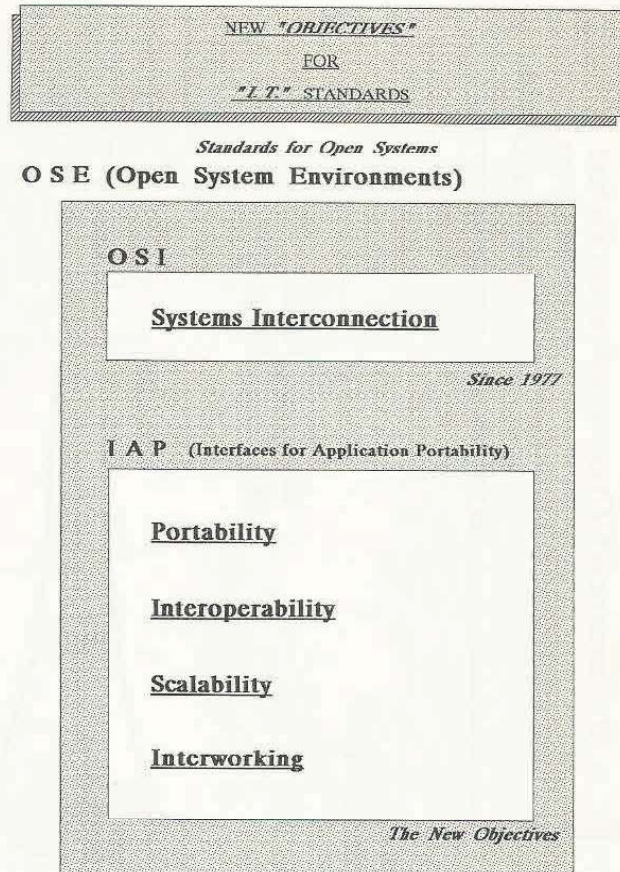 NEW "OBJECTIVES"
FOR
"I. T." STANDARDS
Standards for Open Systems
O S E (Open System Environments)
O S I
Systems Interconnection
Since 1977
I A P (Interfaces for Application Portability)
Portability
Interoperability
Scalability
Interworking
The New Objectives